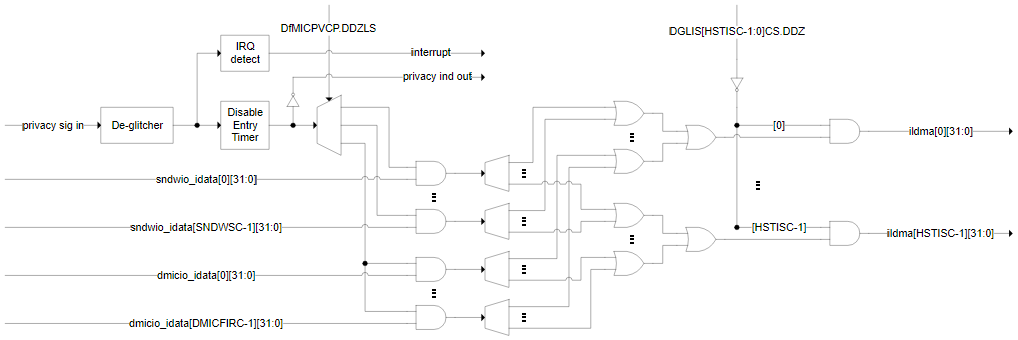 DfMICPVCP.DDZLS
DGLIS[HSTISC-1:0]CS.DDZ
IRQ
detect
interrupt
privacy ind out
privacy sig in
De-glitcher
Disable
Entry
Timer
[0]
ildma[0][31:0]
sndwio_idata[0][31:0]
sndwio_idata[SNDWSC-1][31:0]
[HSTISC-1]
ildma[HSTISC-1][31:0]
dmicio_idata[0][31:0]
dmicio_idata[DMICFIRC-1][31:0]